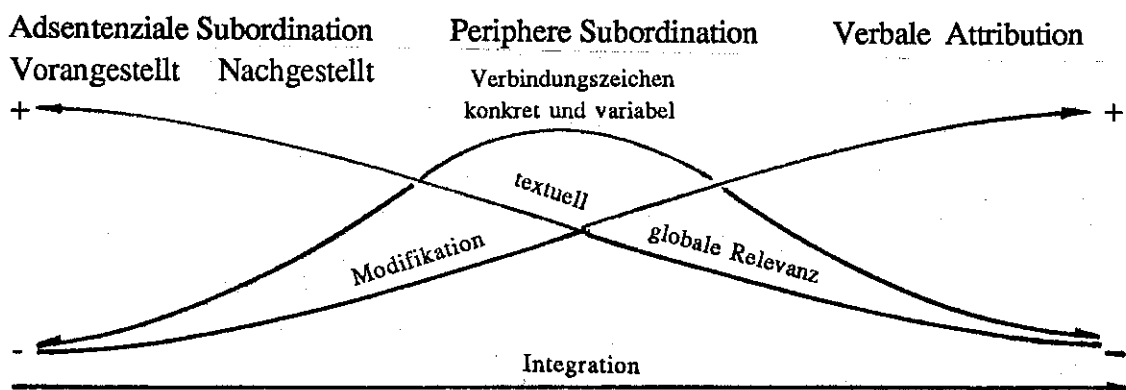 Adsentenziale Subordination Periphere Subordination Verbale Attribution
Vorangestellt Nachgestellt Verbindungszeichen
konkret und variabel
+ +
textuell
Modifikation globale Relevanz
- -
Integration